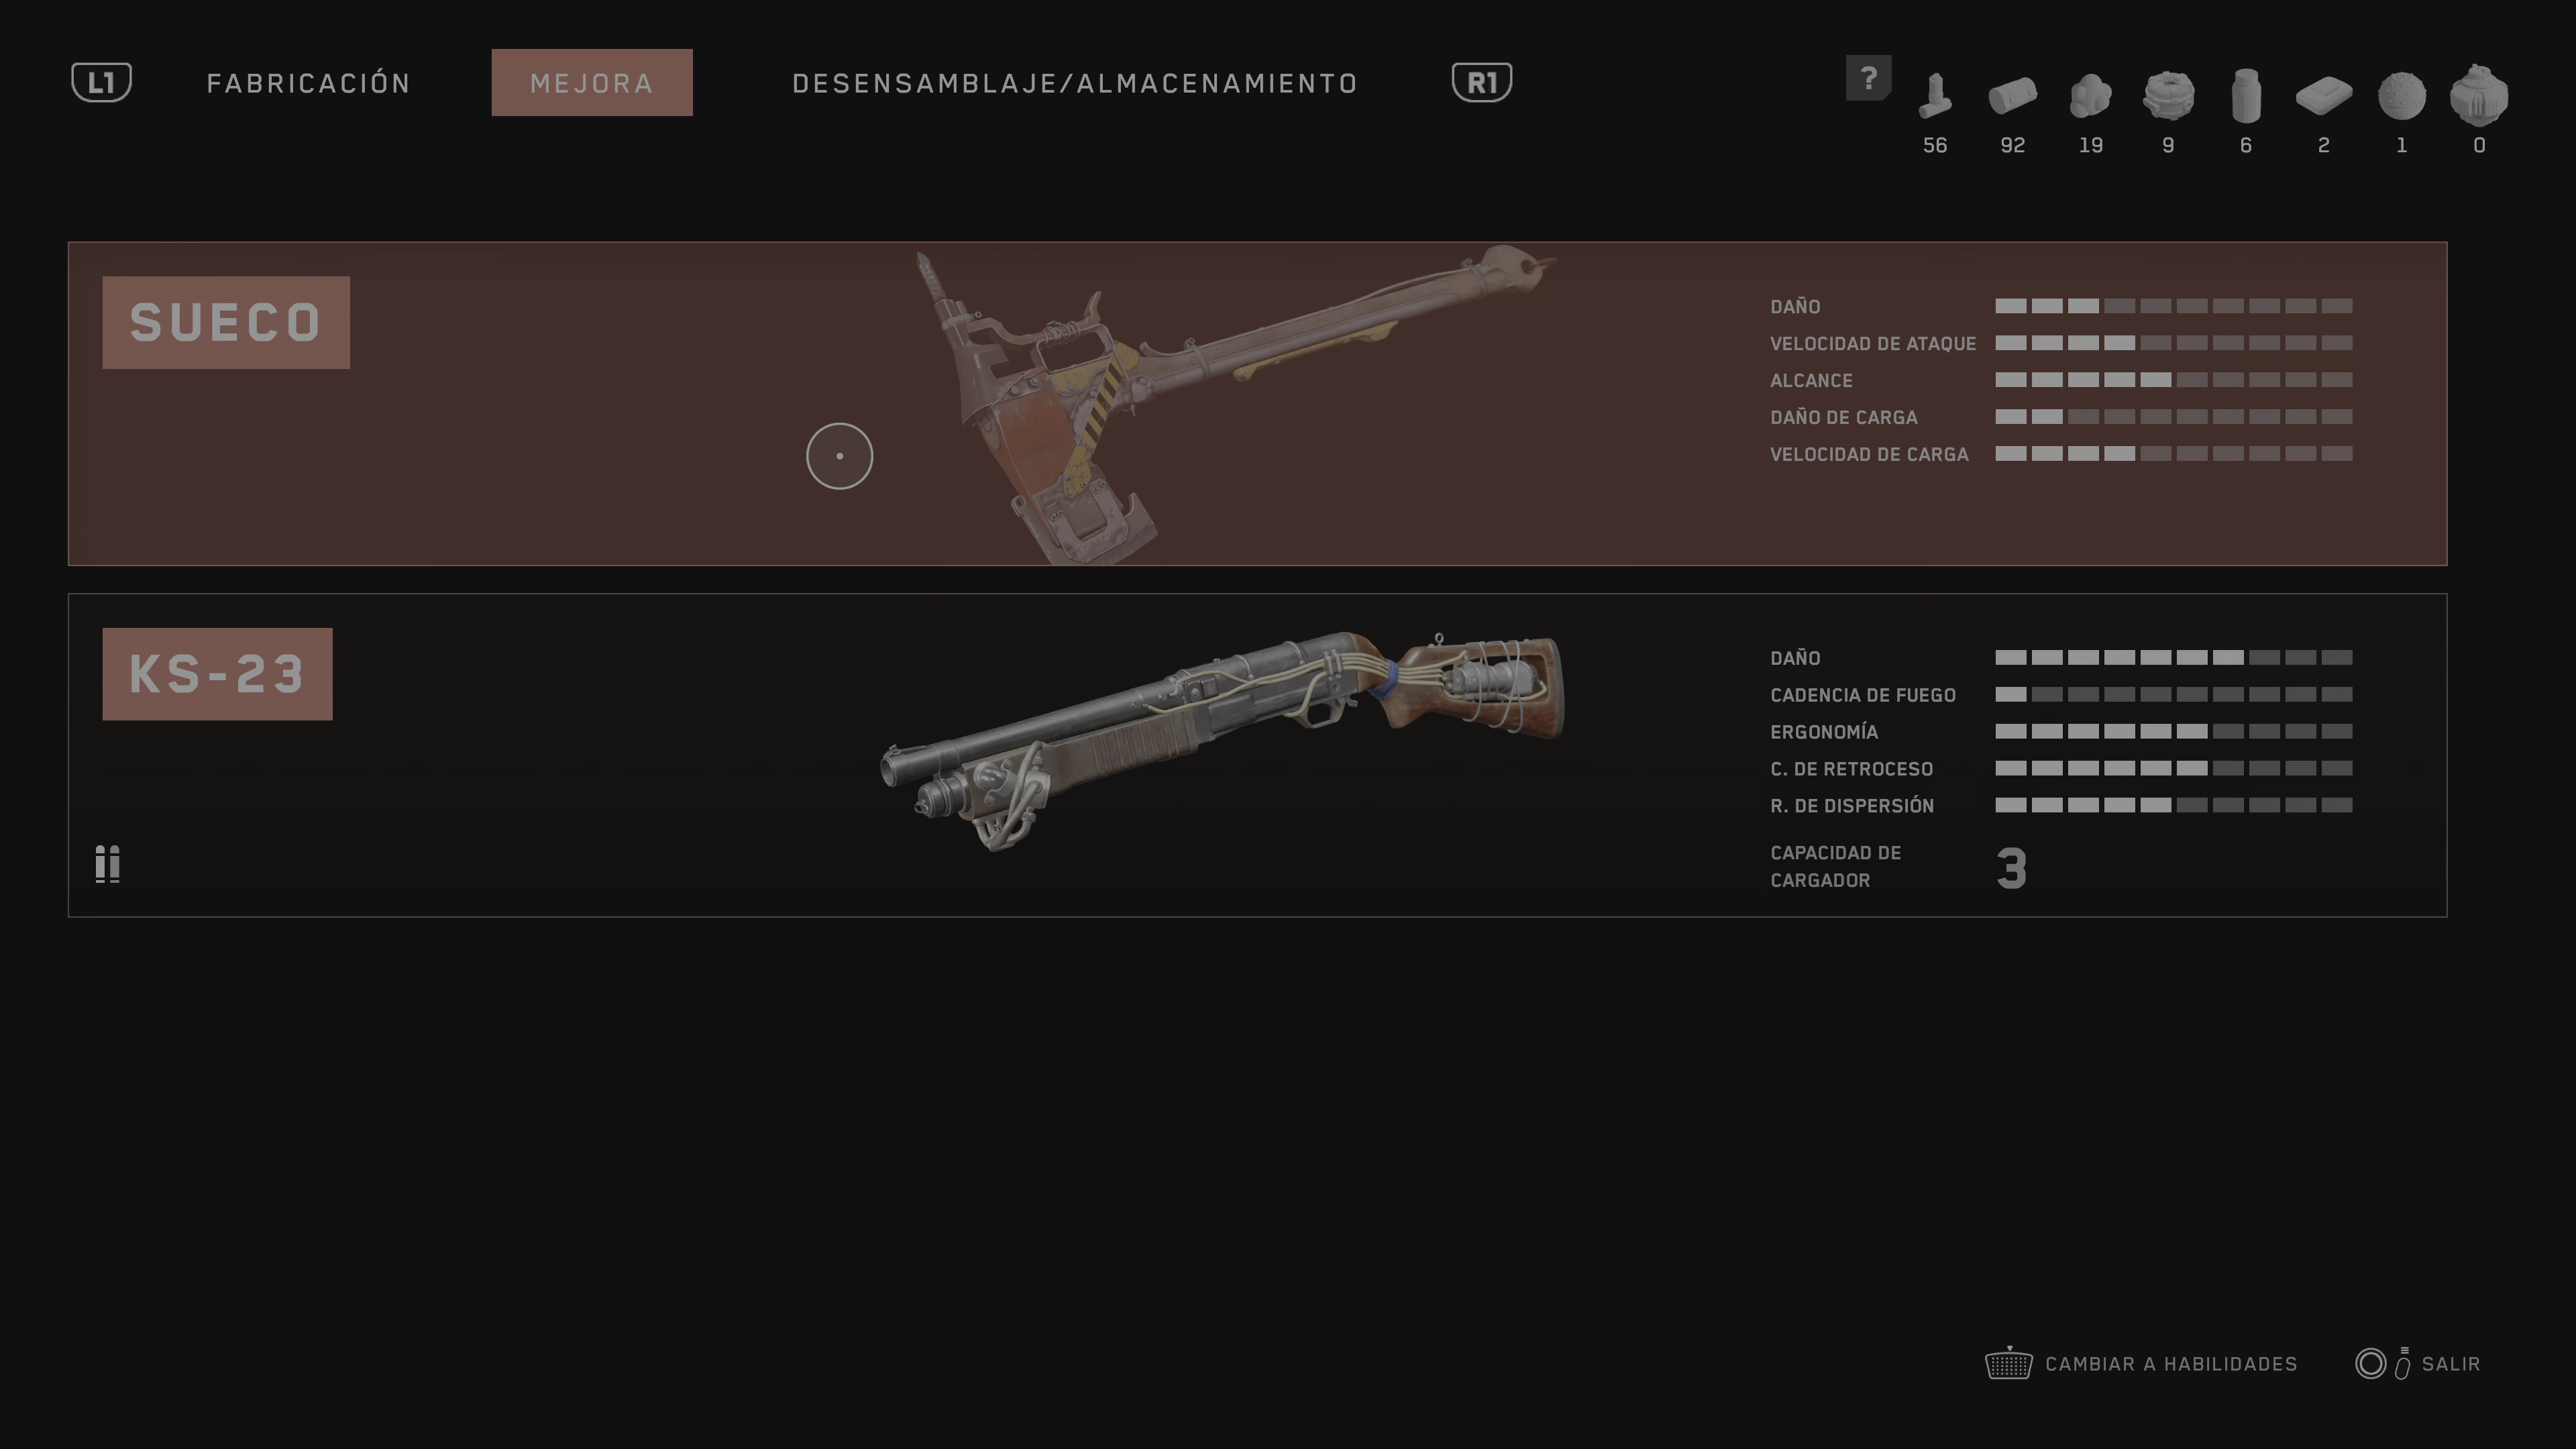 L1 FABRICACIÓN MEJORA DESENSAMBLAJE/ALMACENAMIENTO R1 ?
56 92 19 9 6 2 1 0
SUECO
DAÑO
VELOCIDAD DE ATAQUE
ALCANCE
DAÑO DE CARGA
VELOCIDAD DE CARGA
KS-23
DAÑO
CADENCIA DE FUEGO
ERGONOMÍA
C. DE RETROCESO
R. DE DISPERSIÓN
CAPACIDAD DE
CARGADOR 3
CAMBIAR A HABILIDADES SALIR